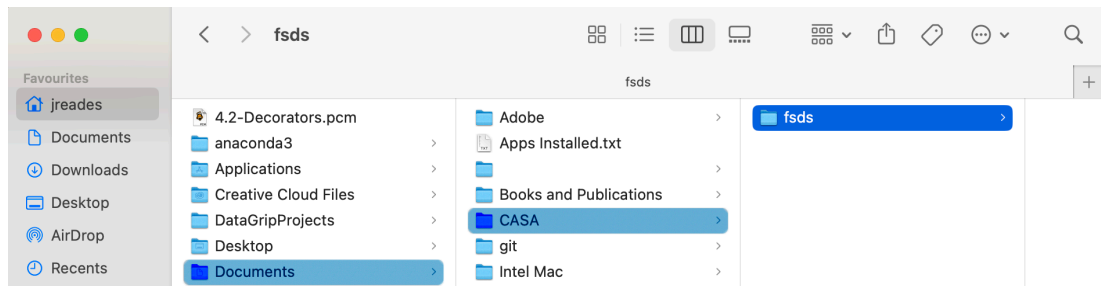 fsds
fsds
Favourites
jreades
Documents
Downloads
Desktop
AirDrop
Recents
4.2-Decorators.pcm
anaconda3
Applications
Creative Cloud Files
DataGripProjects
Desktop
Documents
Adobe
Apps Installed.txt
Books and Publications
CASA
git
Intel Mac
fsds